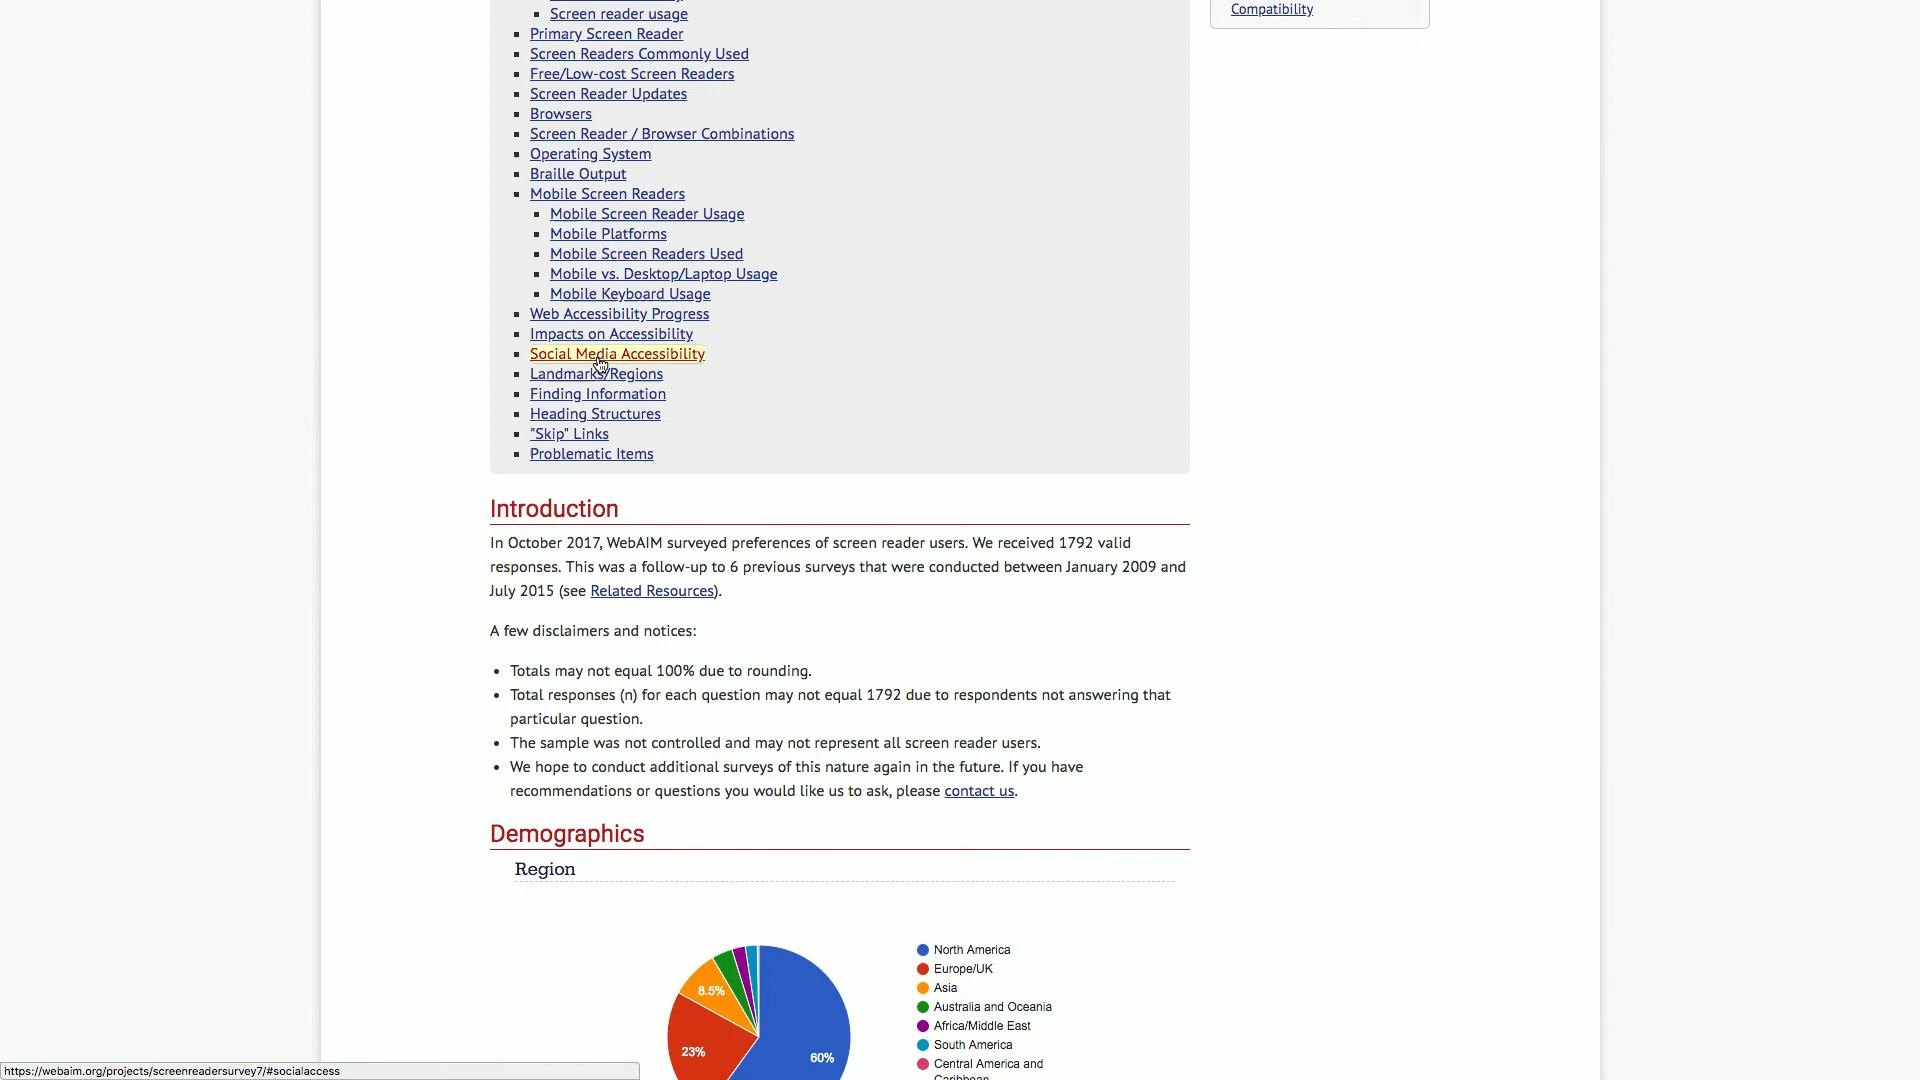 Compatibility
Screen reader usage
Primary Screen Reader
Screen Readers Commonly Used
Free/Low-cost Screen Readers
Screen Reader Updates
Browsers
Screen Reader / Browser Combinations
Operating System
Braille Output
Mobile Screen Readers
Mobile Screen Reader Usage
Mobile Platforms
Mobile Screen Readers Used
Mobile vs. Desktop/Laptop Usage
Mobile Keyboard Usage
Web Accessibility Progress
Impacts on Accessibility
Social Media Accessibility
Landmarks/Regions
Finding Information
Heading Structures
"Skip" Links
Problematic Items
Introduction
In October 2017, WebAIM surveyed preferences of screen reader users. We received 1792 valid
responses. This was a follow-up to 6 previous surveys that were conducted between January 2009 and
July 2015 (see Related Resources).
A few disclaimers and notices:
Totals may not equal 100% due to rounding.
Total responses (n) for each question may not equal 1792 due to respondents not answering that
particular question.
The sample was not controlled and may not represent all screen reader users.
We hope to conduct additional surveys of this nature again in the future. If you have
recommendations or questions you would like us to ask, please contact us.
Demographics
Region
8.5%
23%
60%
North America
Europe/UK
Asia
Australia and Oceania
Africa/Middle East
South America
Central America and
Caribbean
https://webaim.org/projects/screenreadersurvey7/#socialaccess